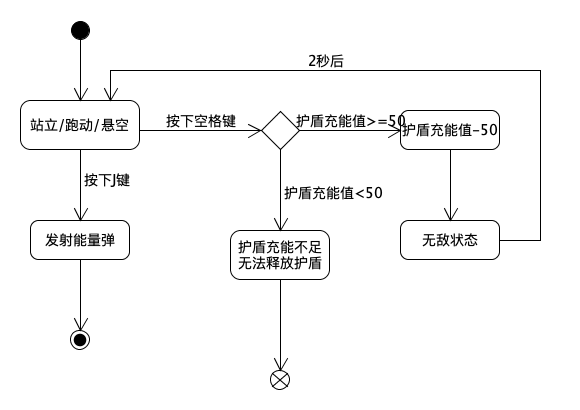 2秒后
站立/跑动/悬空
按下空格键
护盾充能值>=50
护盾充能值-50
按下J键
护盾充能值<50
发射能量弹
护盾充能不足
无法释放护盾
无敌状态